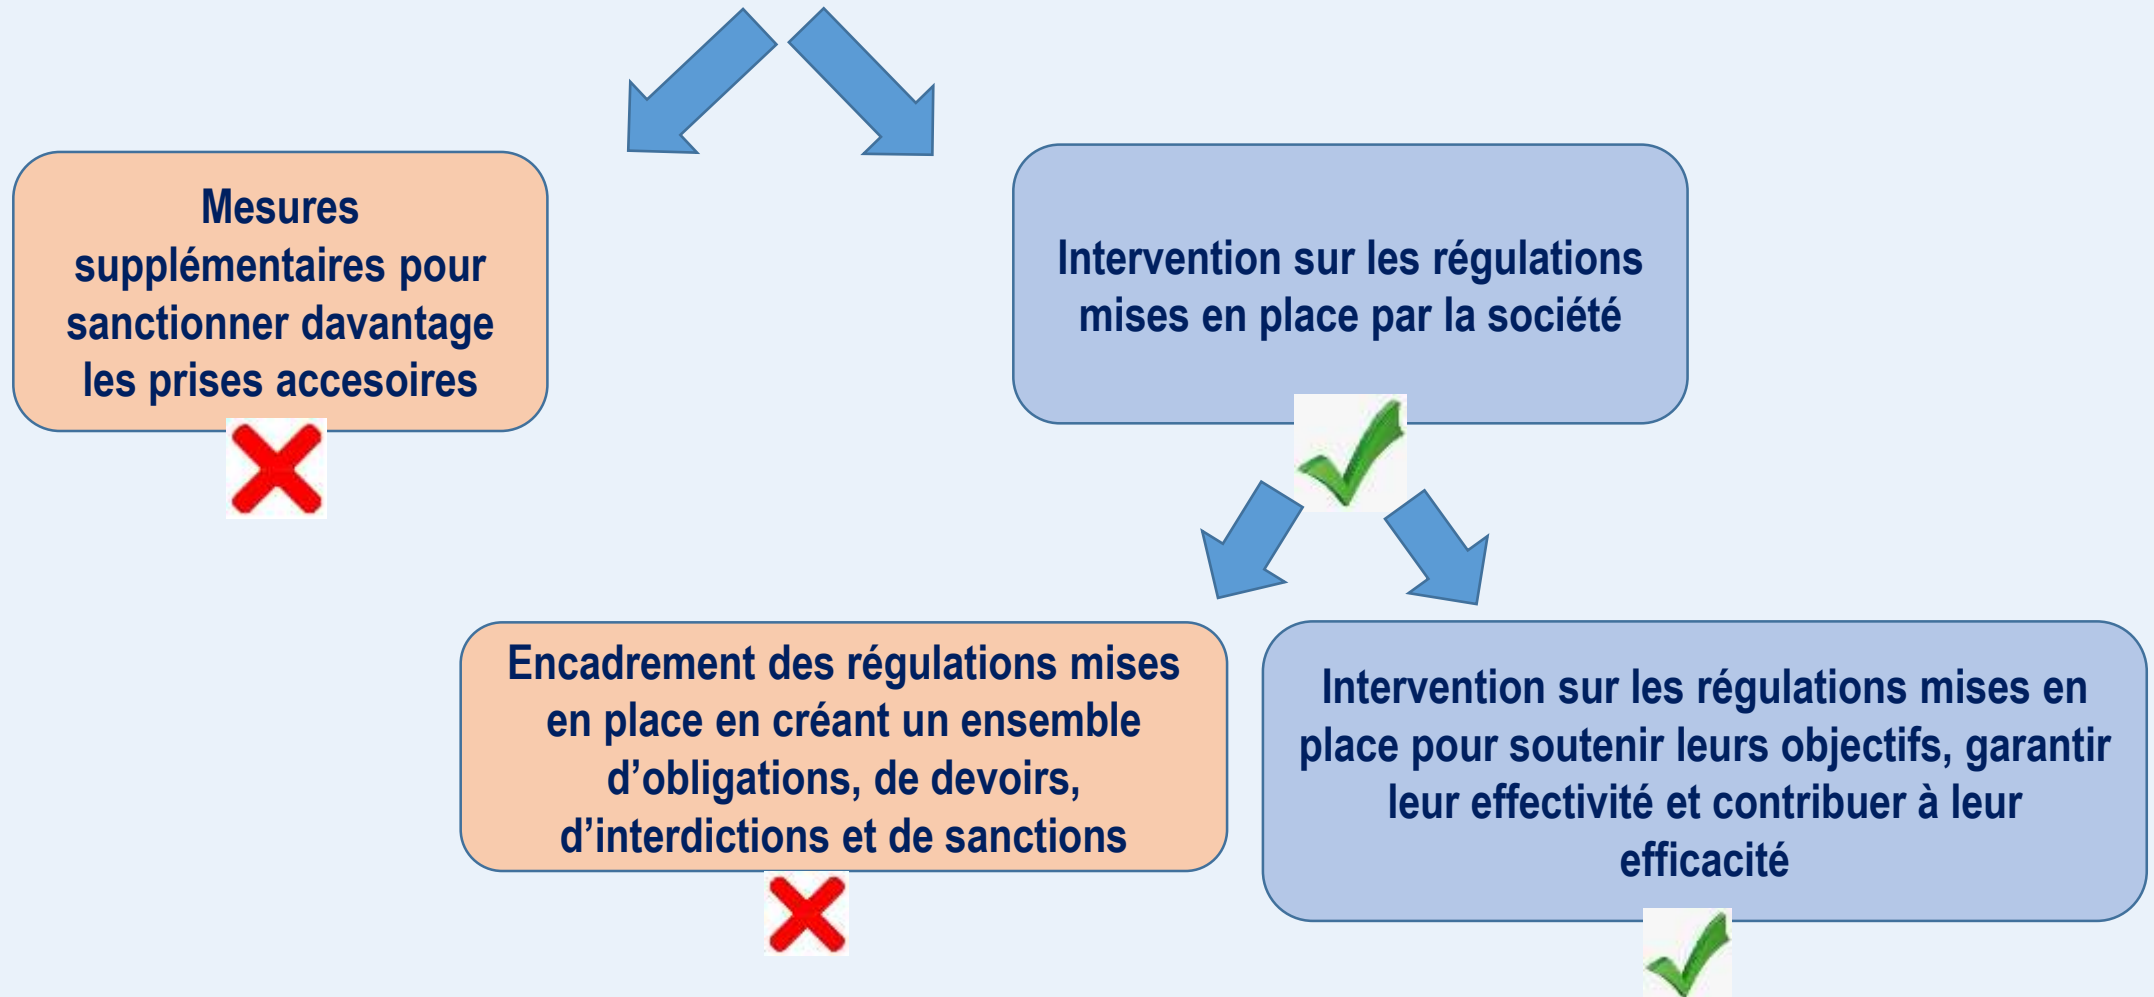 Mesures
supplémentaires pour
sanctionner davantage
les prises accesoires
Intervention sur les régulations
mises en place par la société
Encadrement des régulations mises
en place en créant un ensemble
d’obligations, de devoirs,
d’interdictions et de sanctions
Intervention sur les régulations mises en
place pour soutenir leurs objectifs, garantir
leur effectivité et contribuer à leur
efficacité